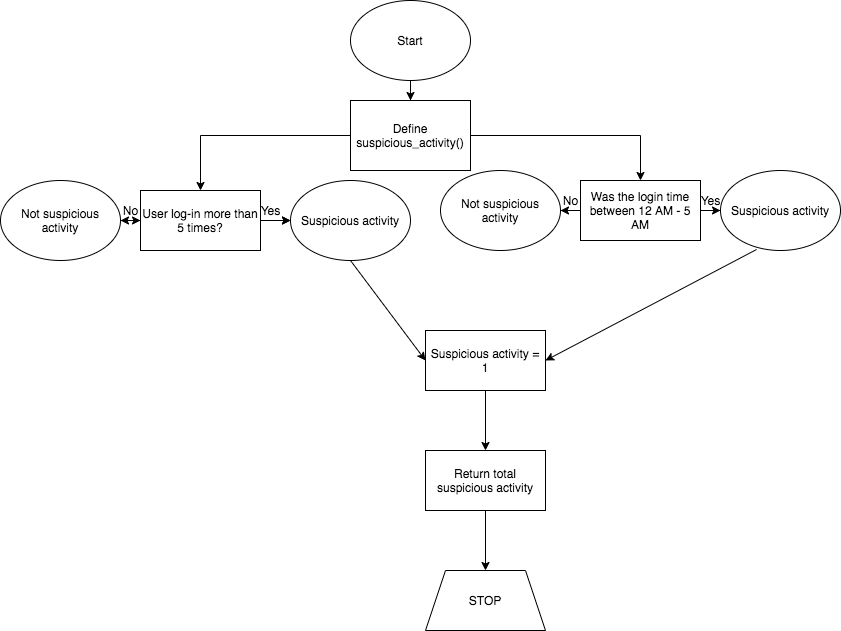 Start
Define
suspicious_activity()
Not suspicious
activity
No
User log-in more than
5 times?
Yes
Suspicious activity
Not suspicious
activity
No
Was the login time
between 12 AM - 5
AM
Yes
Suspicious activity
Suspicious activity =
1
Return total
suspicious activity
STOP